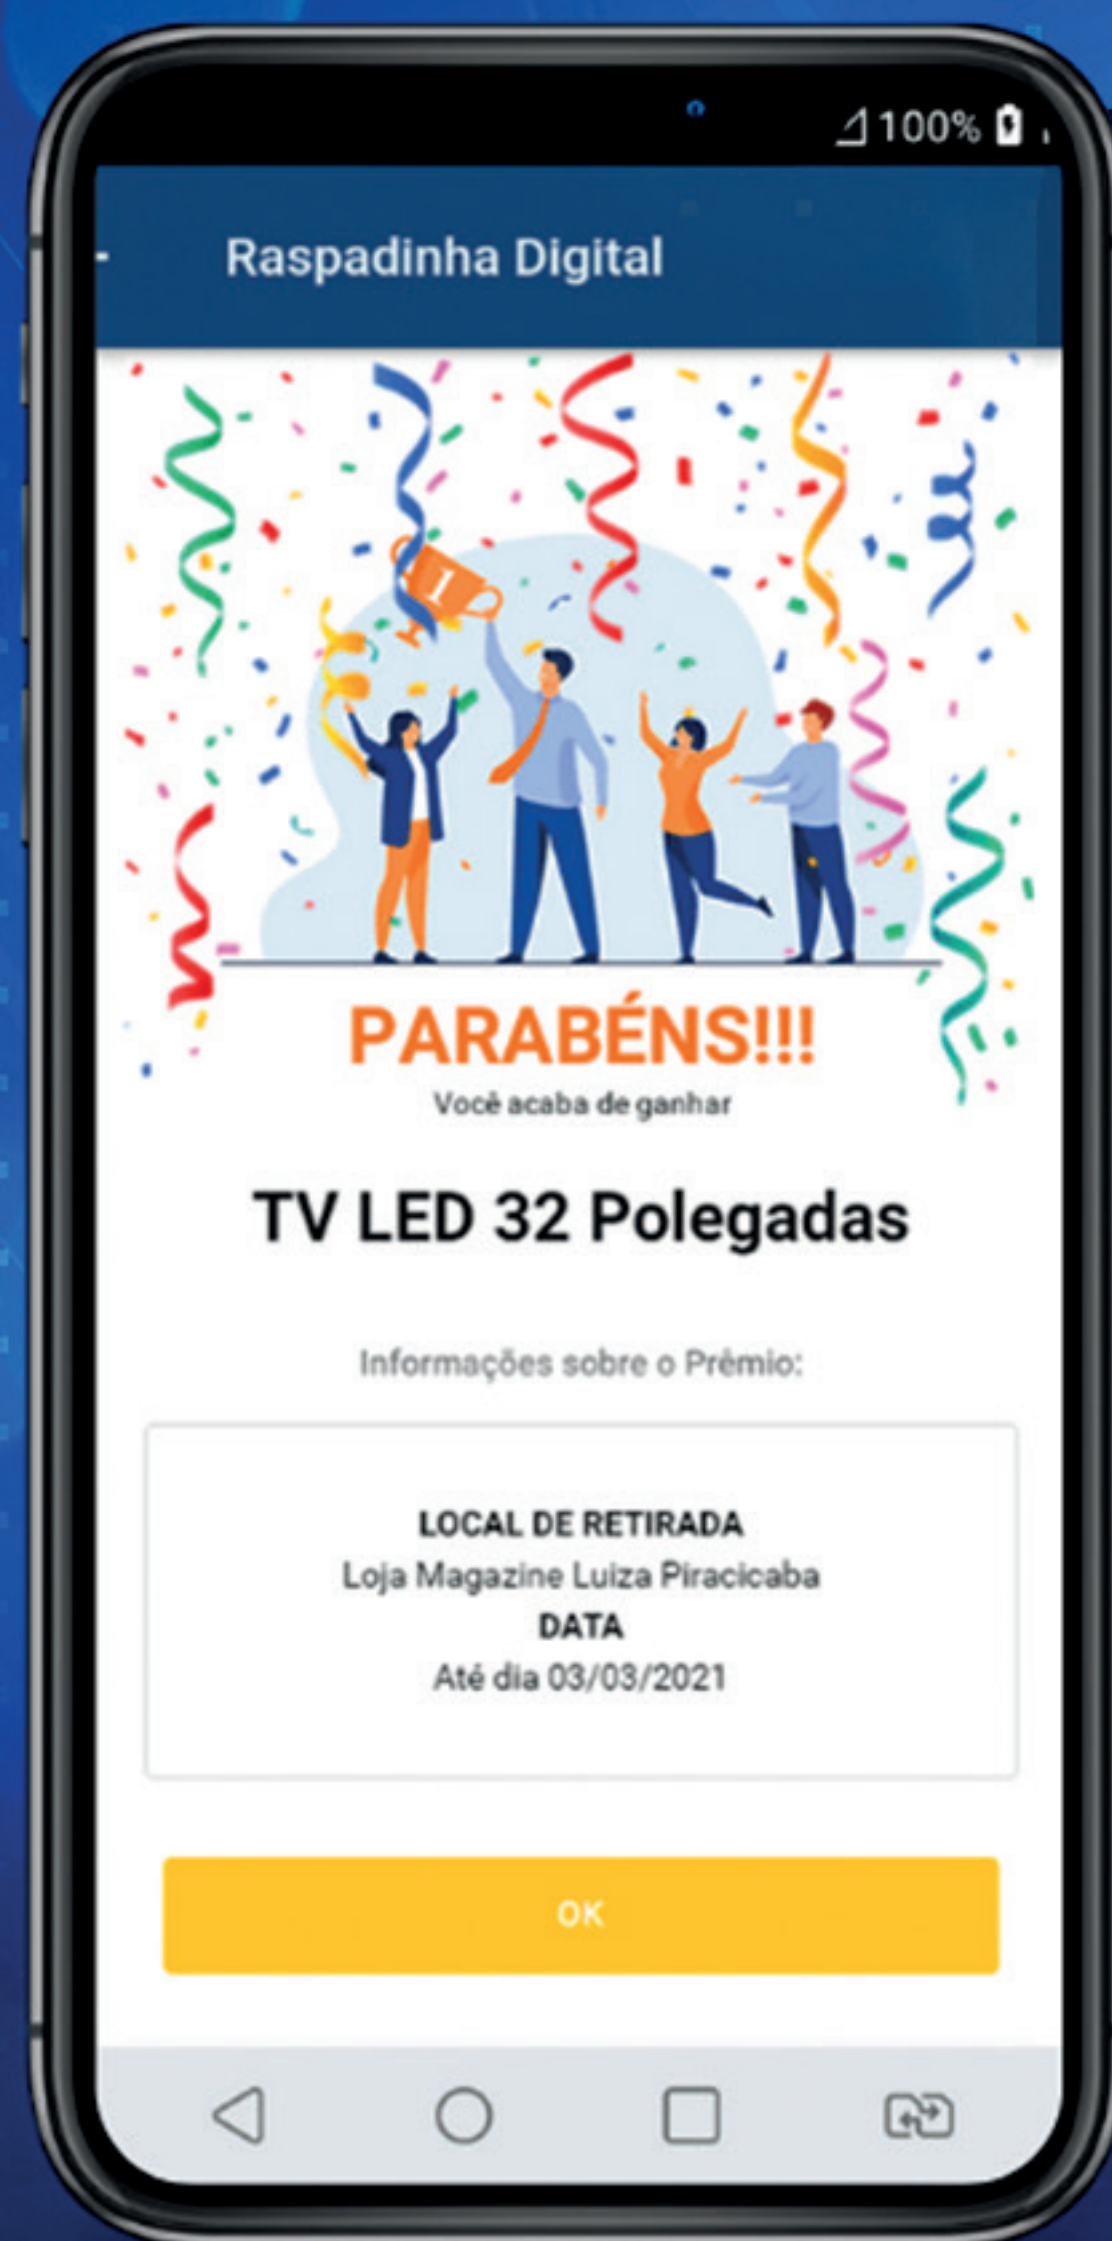 100%
Raspadinha Digital
1
PARABÉNS!!!
Você acaba de ganhar
TV LED 32 Polegadas
Informações sobre o Prêmio:
LOCAL DE RETIRADA
Loja Magazine Luiza Piracicaba
DATA
Até dia 03/03/2021
OK